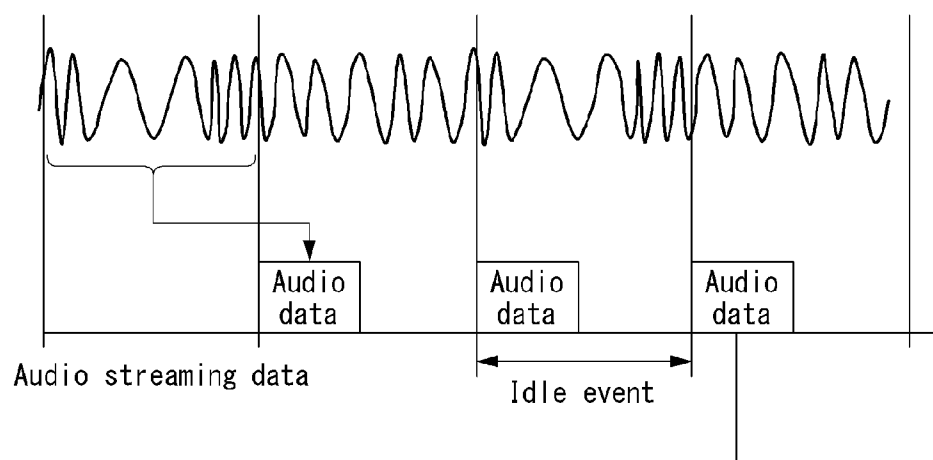 Audio
data
Audio
data
Audio
data
Audio streaming data
Idle event